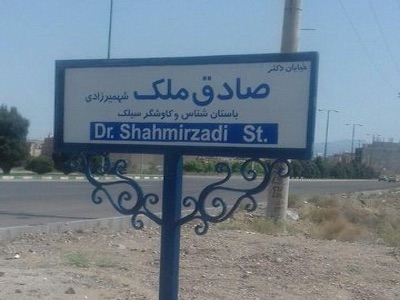 خیابان دکتر
صادق ملک شهمیرزادی
باستان شناس و کاوشگر سیلک
Dr. Shahmirzadi St.